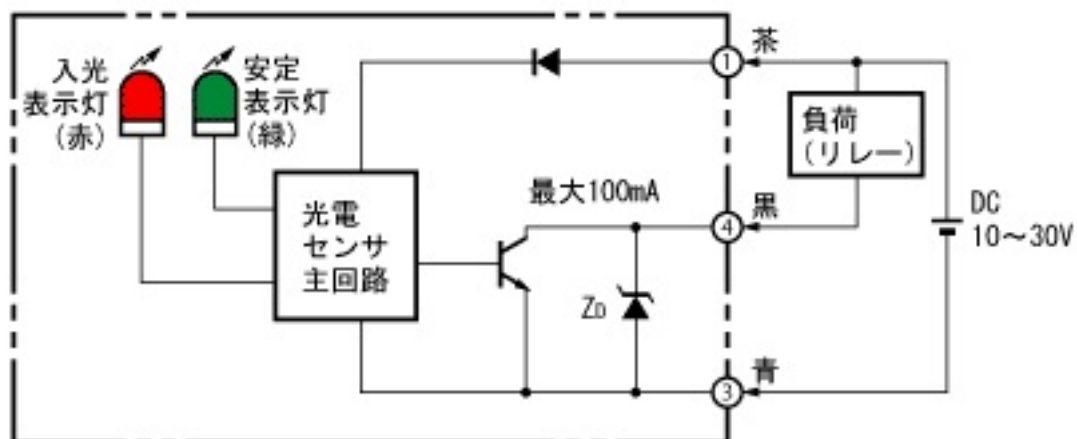 入光
表示灯
(赤)
安定
表示灯
(緑)
光電
センサ
主回路
最大100mA
ZD
①
茶
④
黒
③
青
負荷
(リレー)
DC
10～30V